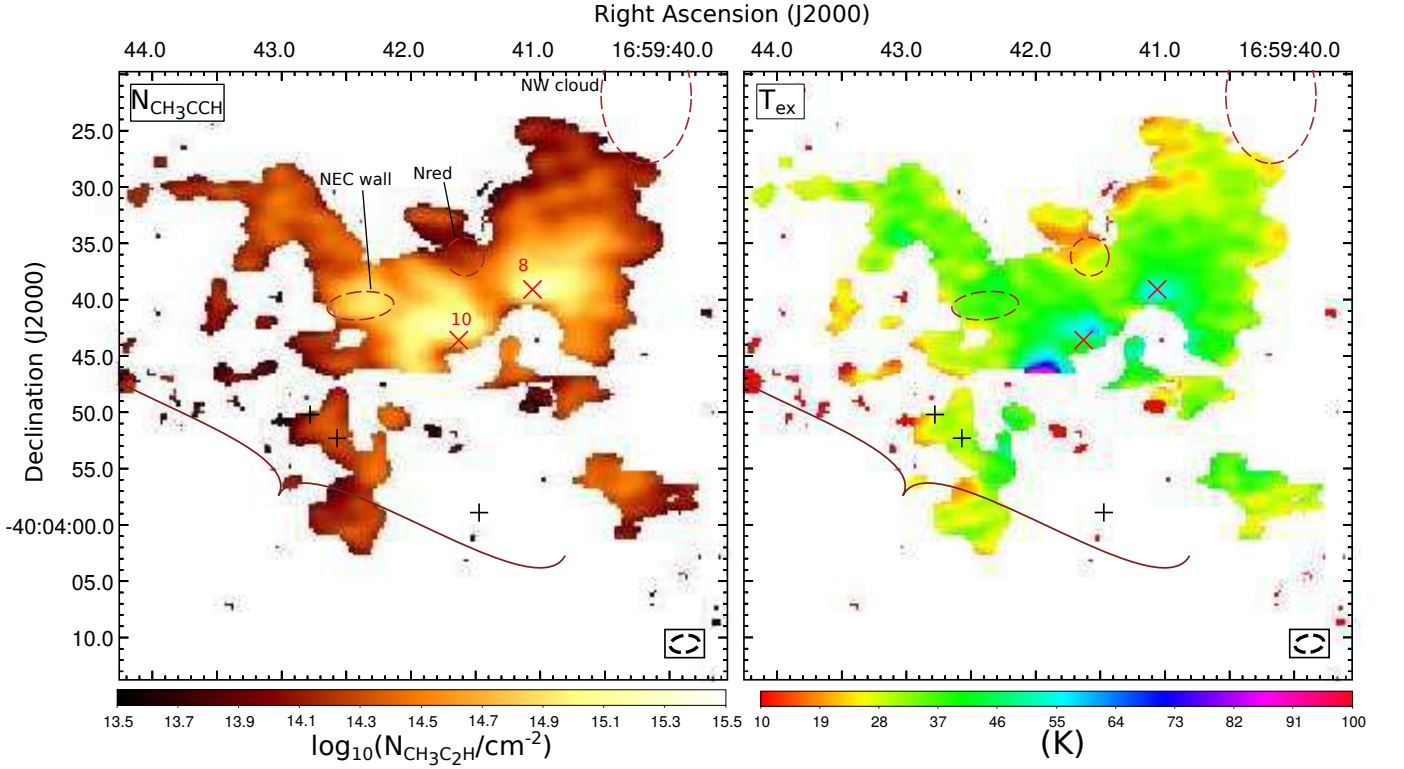 Right Ascension (J2000)
44.0 43.0 42.0 41.0 16:59:40.0
44.0 43.0 42.0 41.0 16:59:40.0
N_CH₃CCH
NW cloud
T_ex
25.0
30.0
35.0
40.0
45.0
50.0
55.0
-40:04:00.0
05.0
10.0
Declination (J2000)
NEC wall
Nred
8
10
13.5 13.7 13.9 14.1 14.3 14.5 14.7 14.9 15.1 15.3 15.5
log₁₀(N_CH₃C₂H/cm⁻²)
10 19 28 37 46 55 64 73 82 91 100
(K)